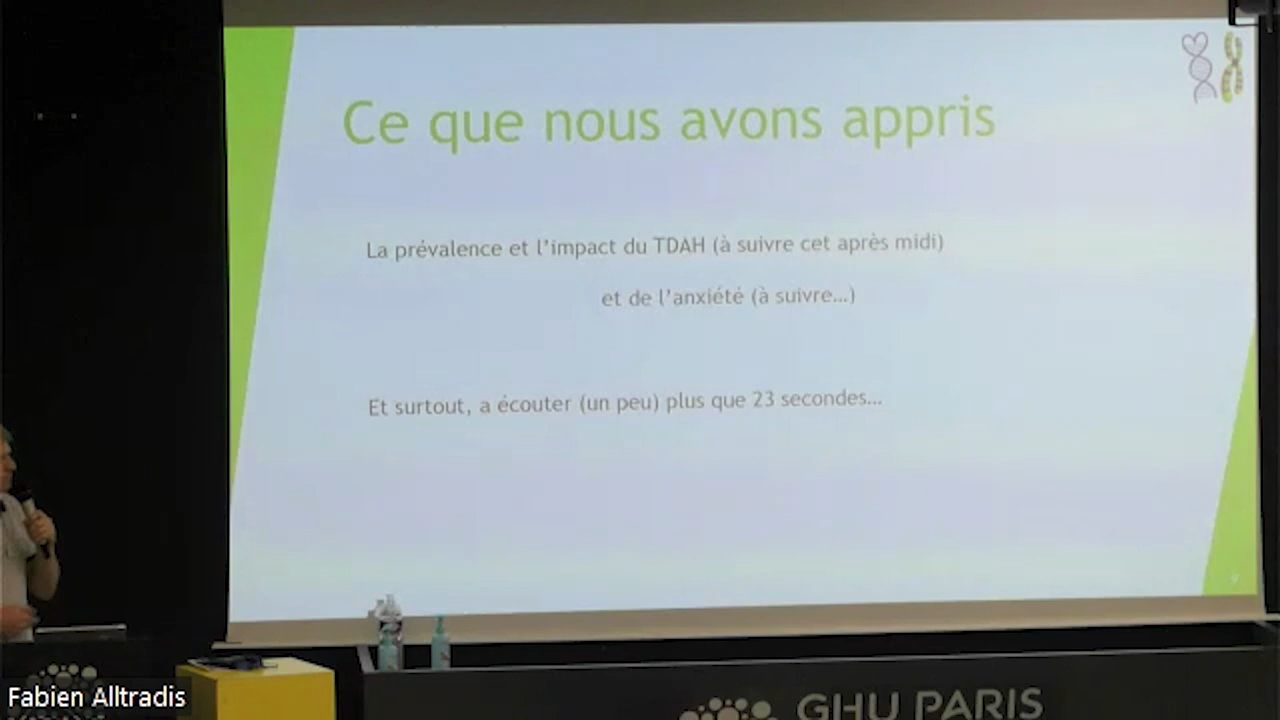 Ce que nous avons appris
La prévalence et l'impact du TDAH (à suivre cet après midi)
et de l'anxiété (à suivre...)
Et surtout, a écouter (un peu) plus que 23 secondes...
Fabien Alltradis
GHU PARIS